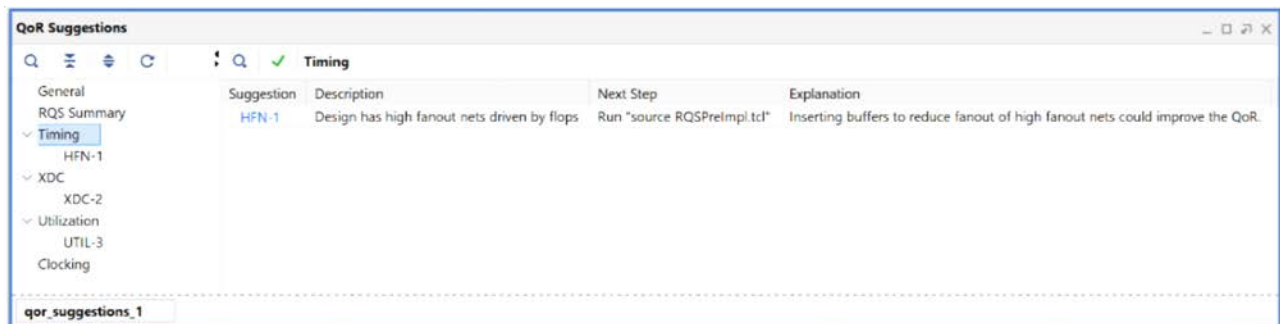 QoR Suggestions
Timing
General
RQS Summary
Timing
HFN-1
XDC
XDC-2
Utilization
UTIL-3
Clocking
Suggestion Description Next Step Explanation
HFN-1 Design has high fanout nets driven by flops Run "source RQSPreImpl.tcl" Inserting buffers to reduce fanout of high fanout nets could improve the QoR.
qor_suggestions_1